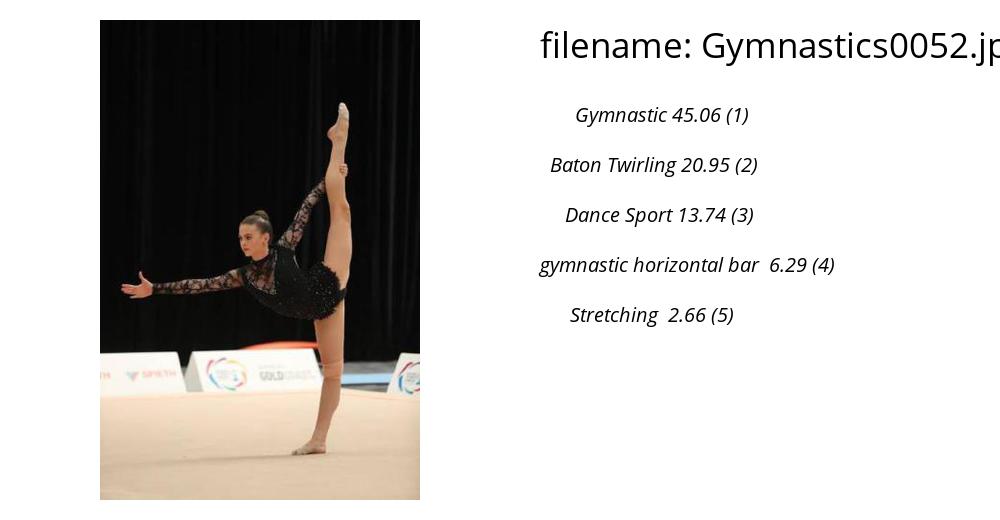 filename: Gymnastics0052.jp
Gymnastic 45.06 (1)
Baton Twirling 20.95 (2)
Dance Sport 13.74 (3)
gymnastic horizontal bar 6.29 (4)
Stretching 2.66 (5)
SPIETH
GOLD